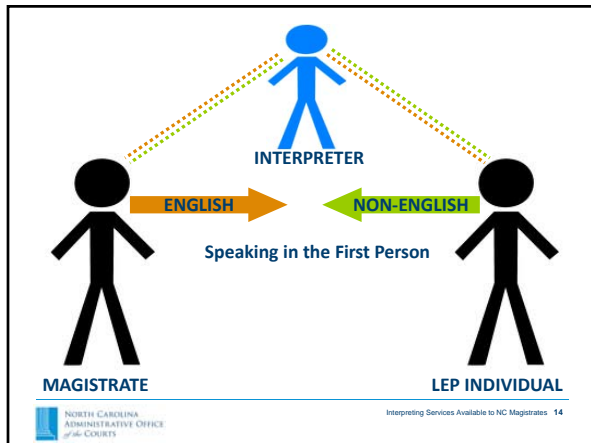 INTERPRETER
ENGLISH
NON-ENGLISH
Speaking in the First Person
MAGISTRATE
LEP INDIVIDUAL
NORTH CAROLINA
ADMINISTRATIVE OFFICE
of the COURTS
Interpreting Services Available to NC Magistrates 14